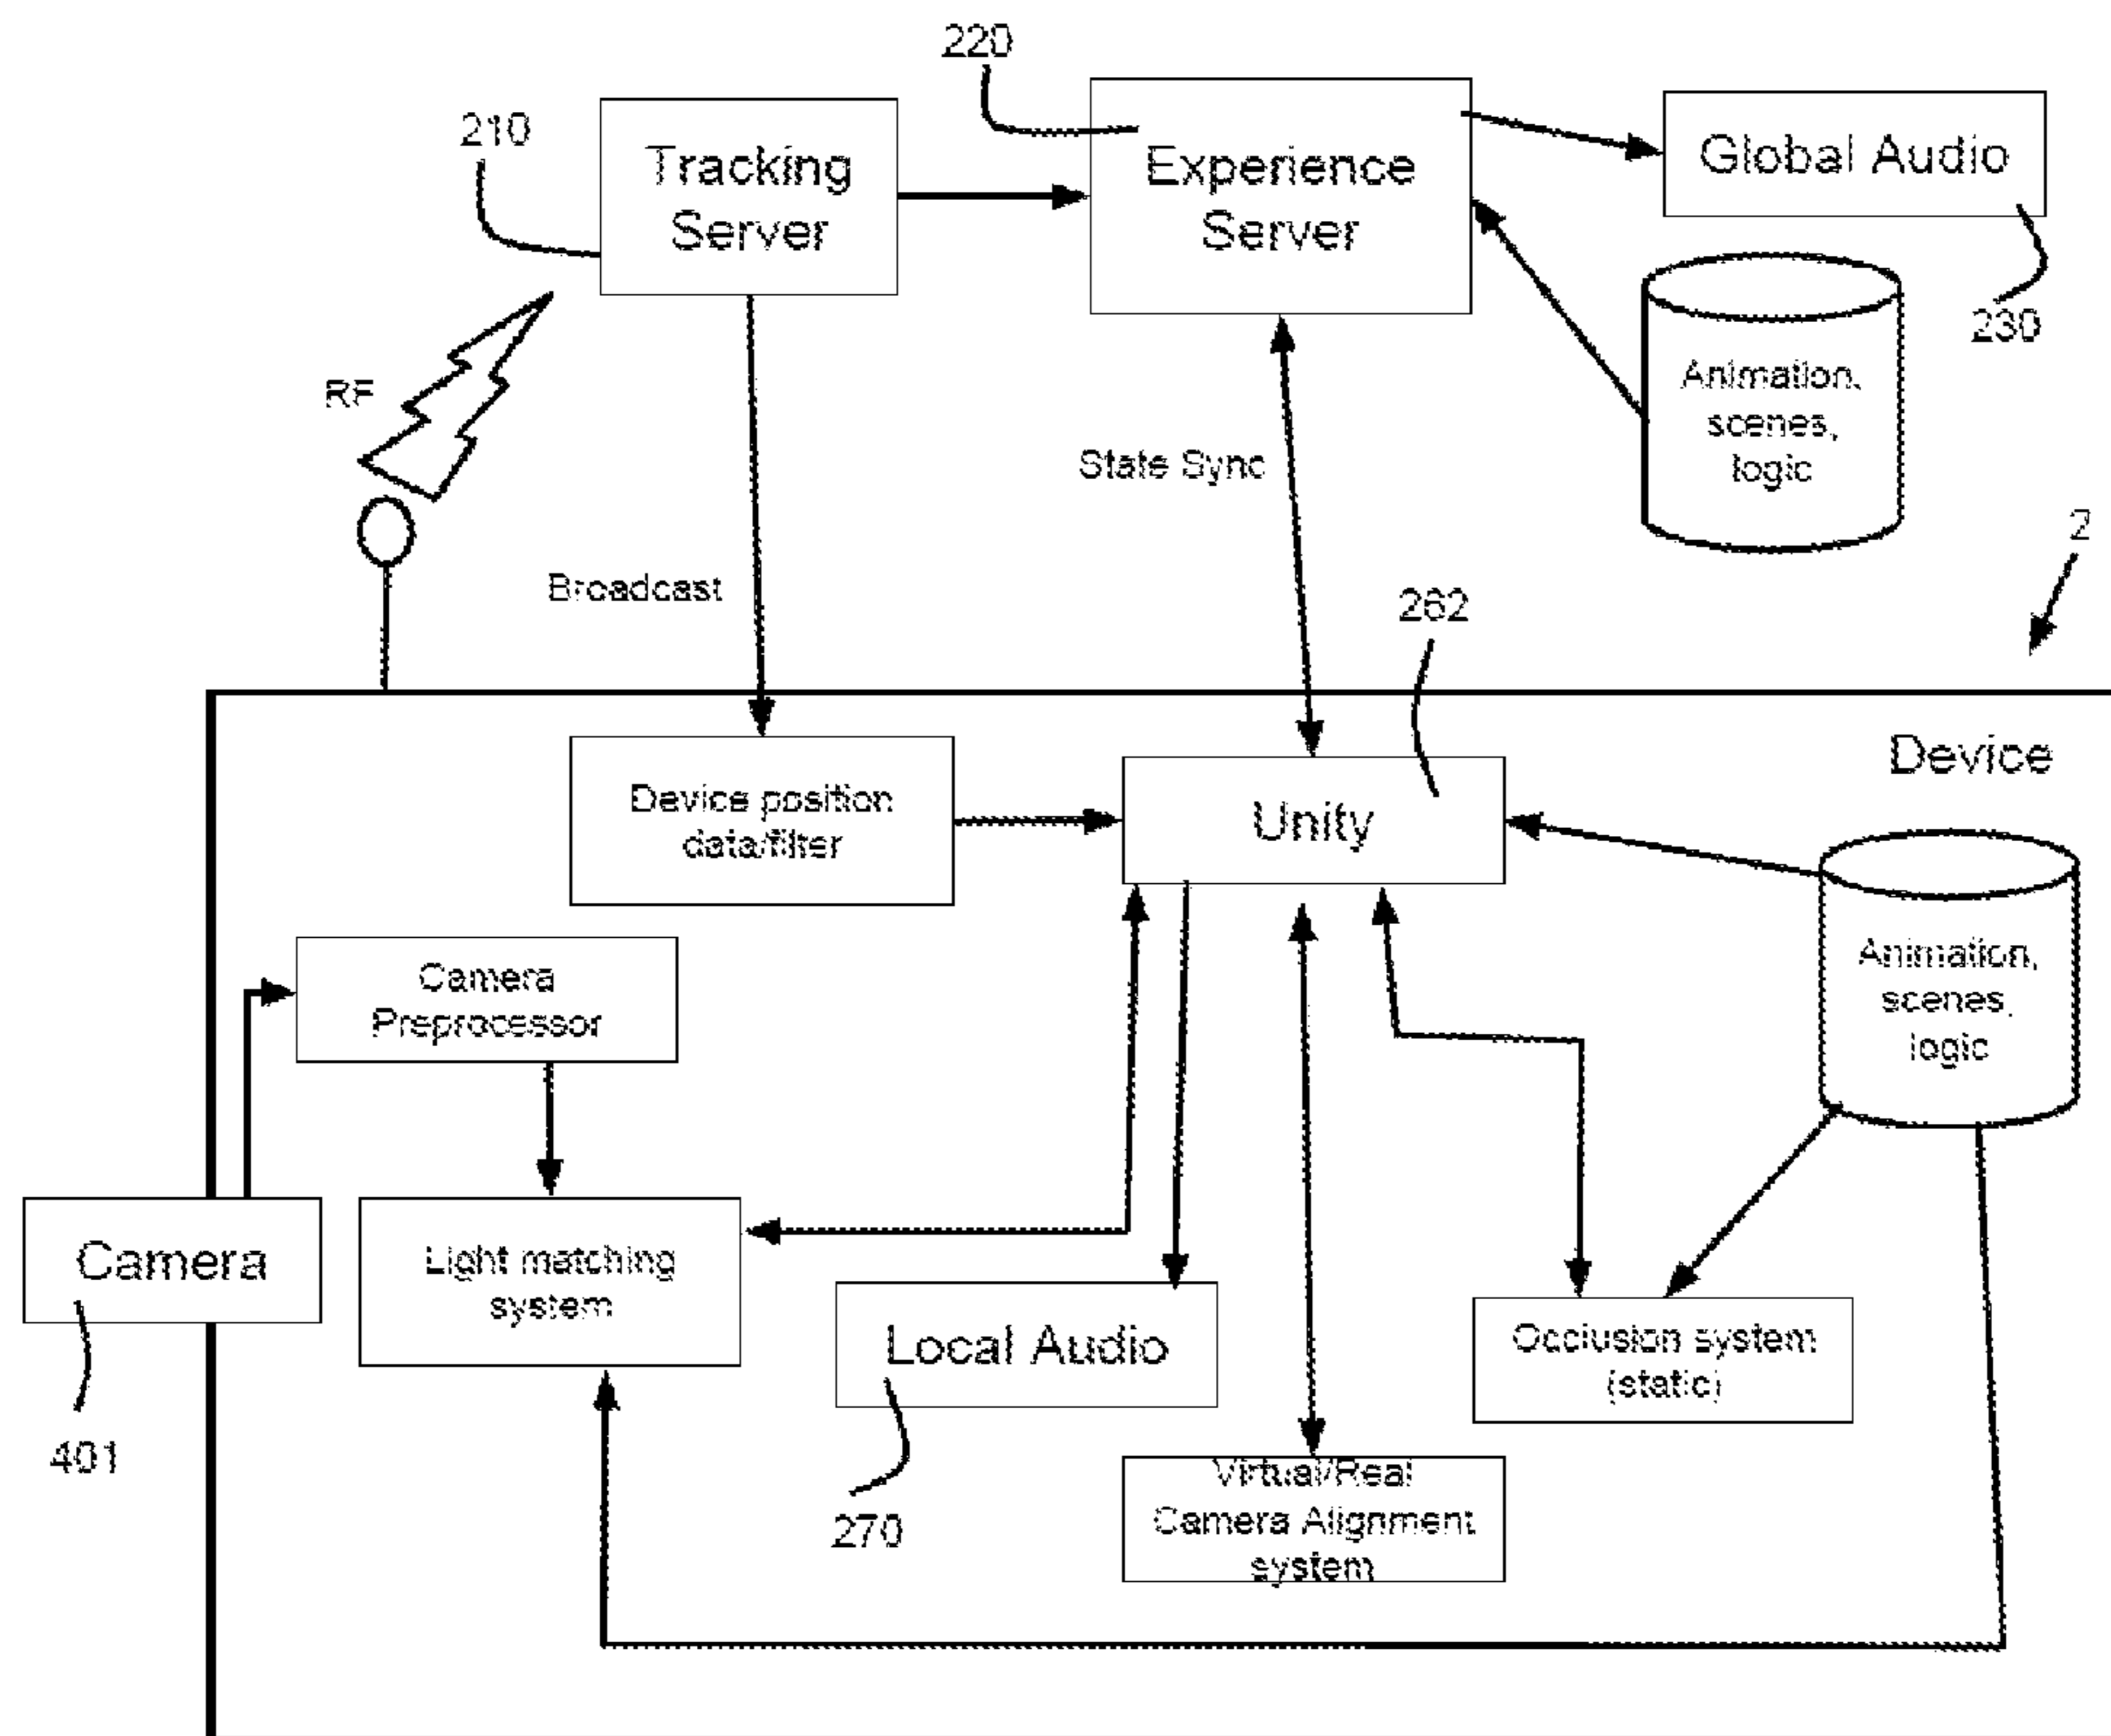 220
210
Tracking
Server
Experience
Server
Global Audio
230
RF
Animation,
scenes,
logic
State Sync
2
Broadcast
262
Device
Device position
data/filter
Unity
Camera
Preprocessor
Animation,
scenes,
logic
Camera
Light matching
system
Local Audio
Occlusion system
(static)
401
270
Virtual/Real
Camera Alignment
system